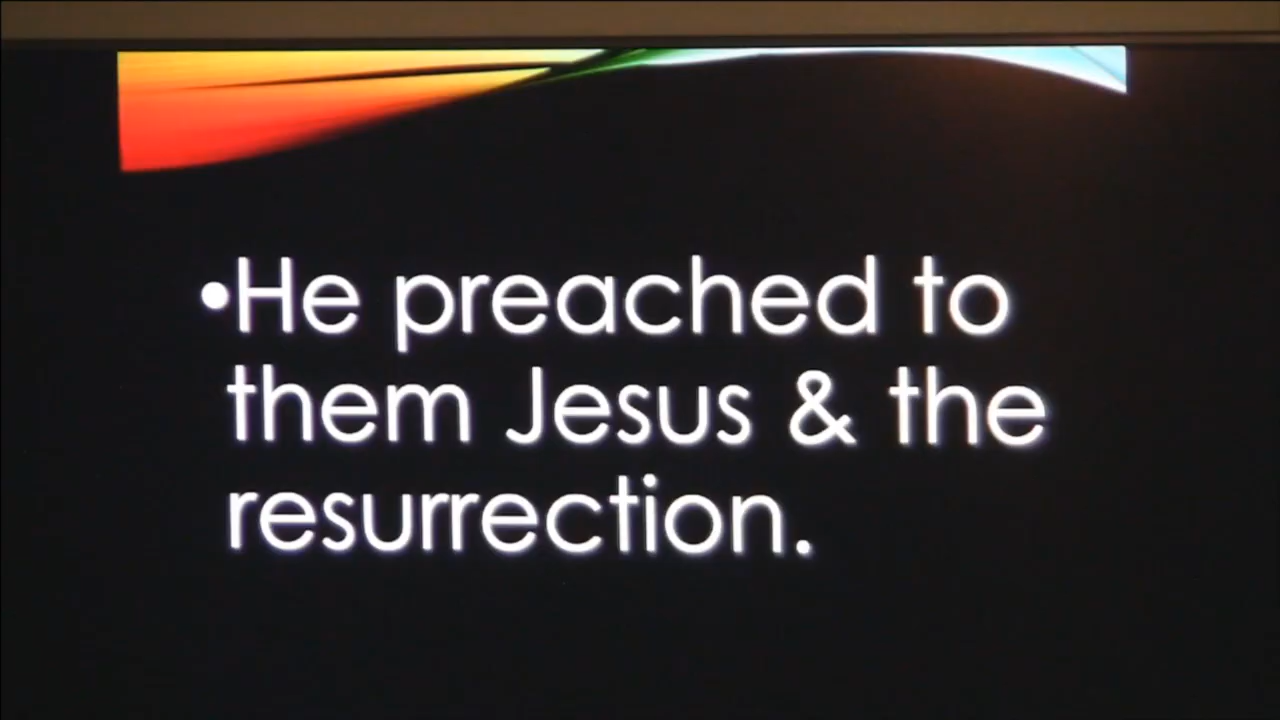 •He preached to
them Jesus & the
resurrection.